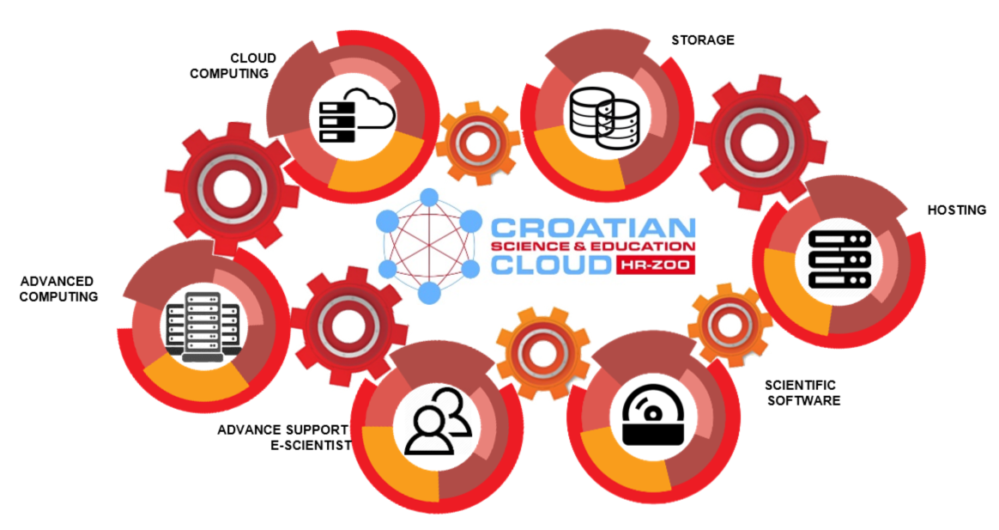 CLOUD
COMPUTING
STORAGE
HOSTING
CROATIAN
SCIENCE & EDUCATION
CLOUD HR-ZOO
ADVANCED
COMPUTING
SCIENTIFIC
SOFTWARE
ADVANCE SUPPORT
E-SCIENTIST